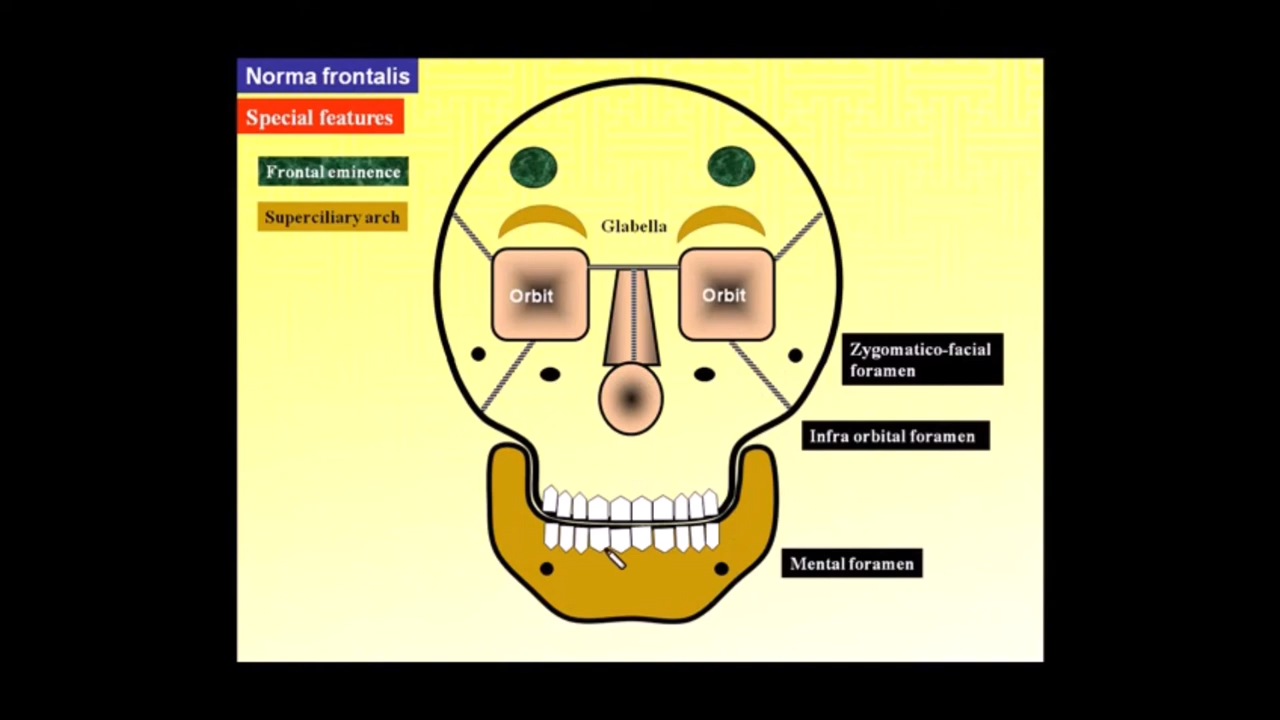 Norma frontalis
Special features
Frontal eminence
Superciliary arch
Glabella
Orbit
Orbit
Zygomatico-facial
foramen
Infra orbital foramen
Mental foramen